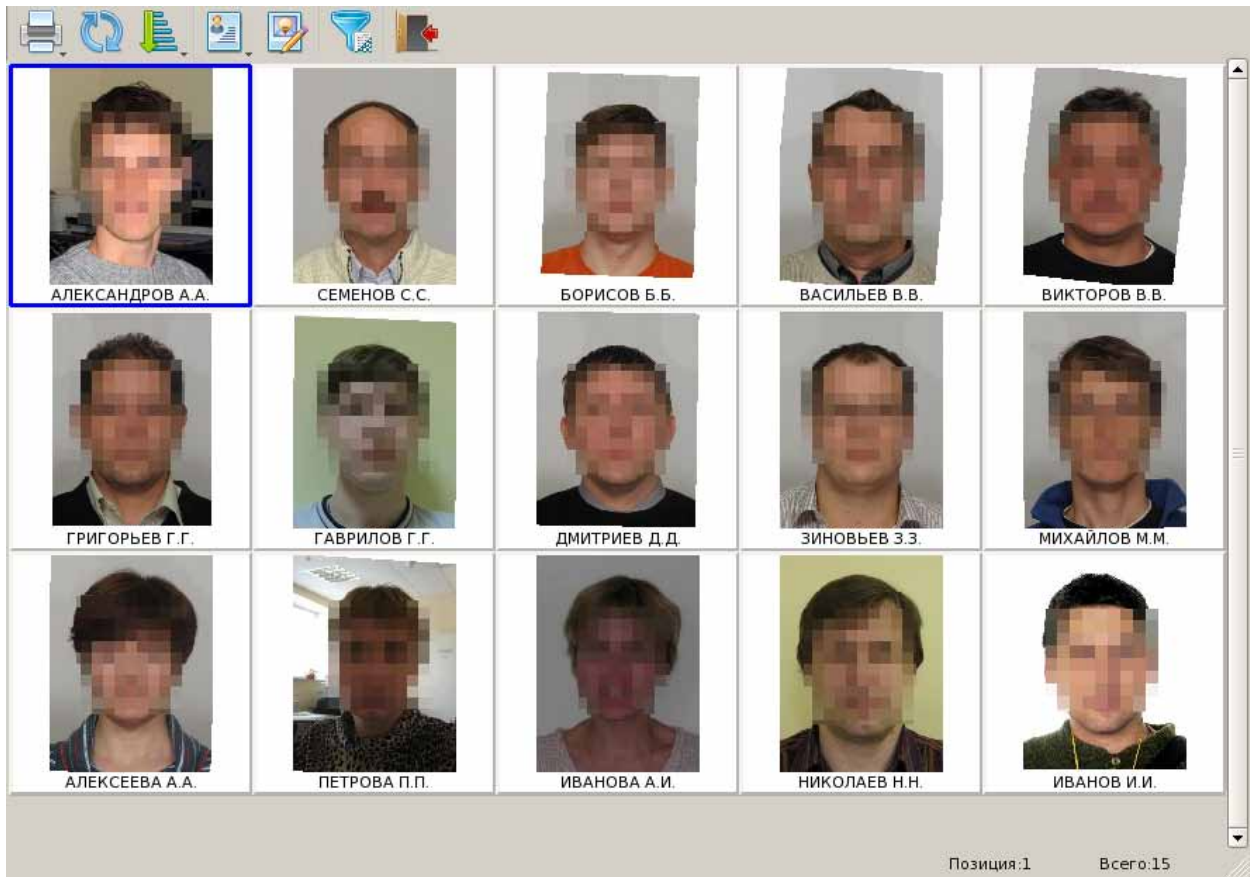 АЛЕКСАНДРОВ А.А.
СЕМЕНОВ С.С.
БОРИСОВ Б.Б.
ВАСИЛЬЕВ В.В.
ВИКТОРОВ В.В.
ГРИГОРЬЕВ Г.Г.
ГАВРИЛОВ Г.Г.
ДМИТРИЕВ Д.Д.
ЗИНОВЬЕВ З.З.
МИХАЙЛОВ М.М.
АЛЕКСЕЕВА А.А.
ПЕТРОВА П.П.
ИВАНОВА А.И.
НИКОЛАЕВ Н.Н.
ИВАНОВ И.И.
Позиция:1
Всего:15